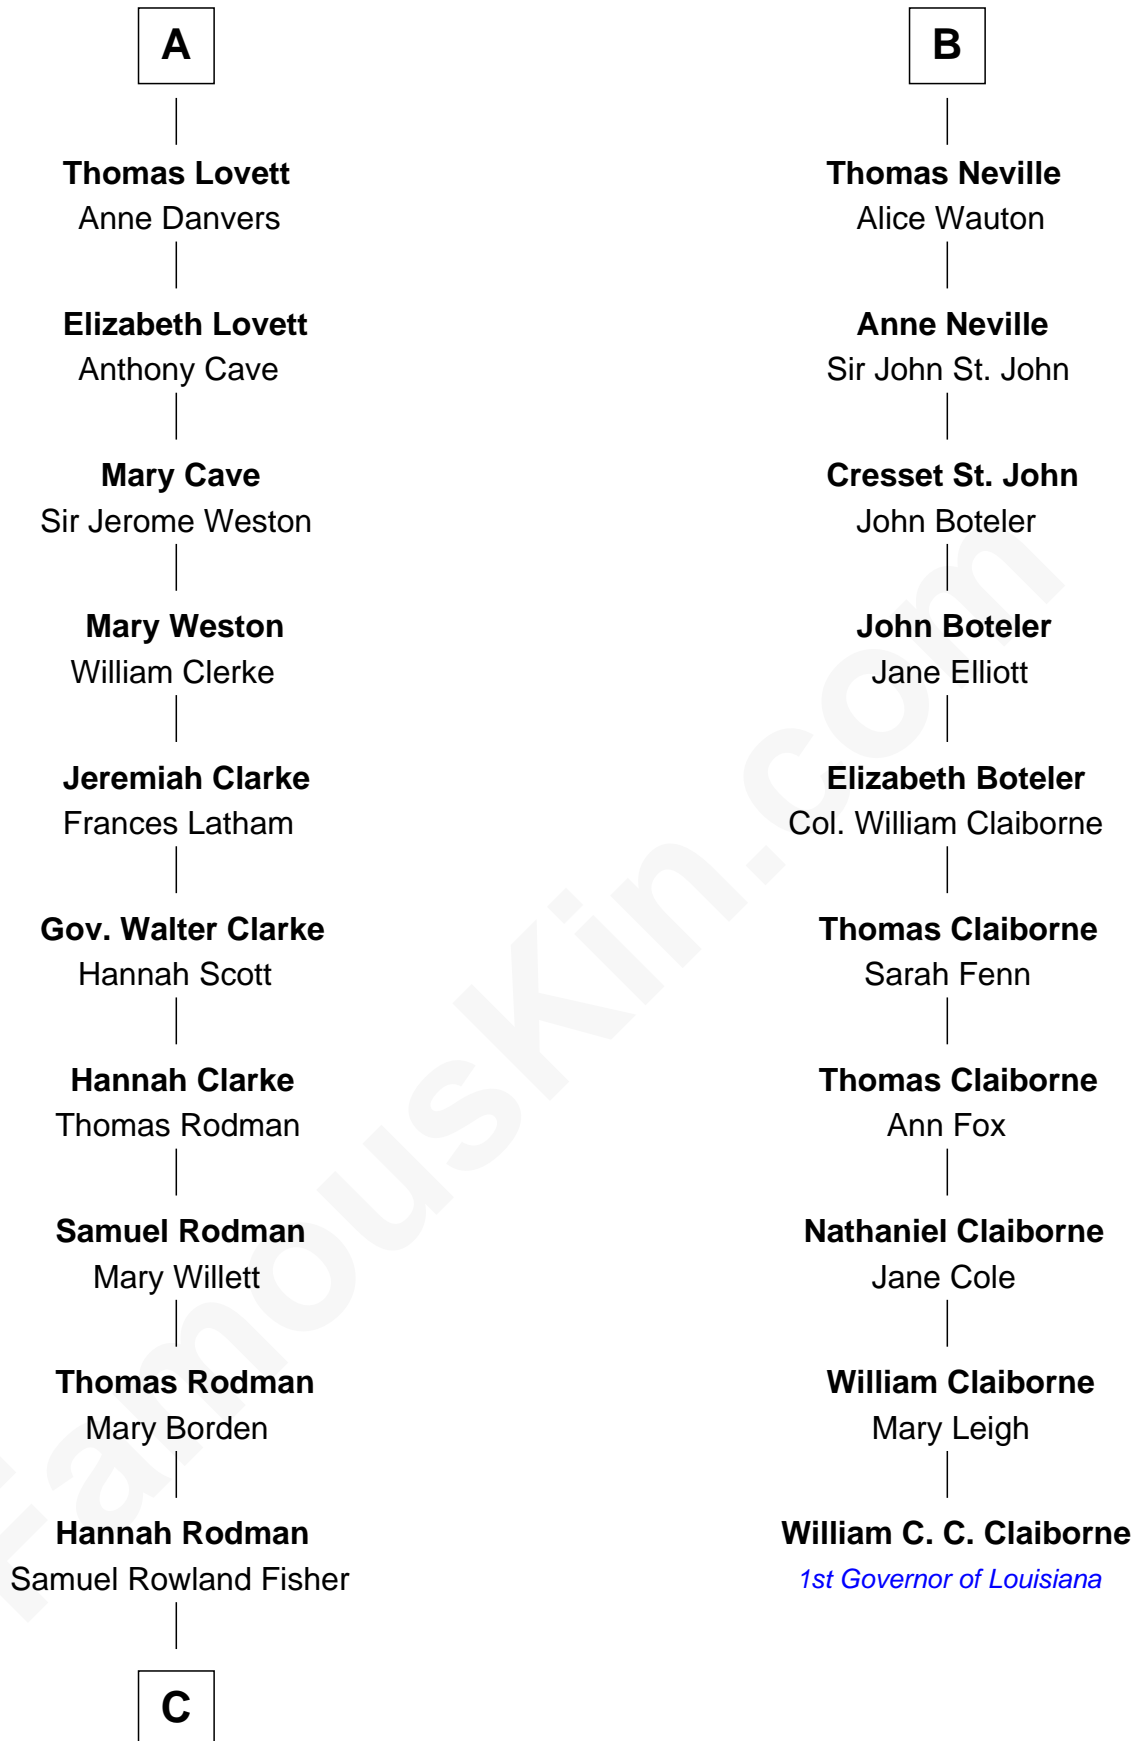 A
Thomas Lovett
Anne Danvers
Elizabeth Lovett
Anthony Cave
Mary Cave
Sir Jerome Weston
Mary Weston
William Clerke
Jeremiah Clarke
Frances Latham
Gov. Walter Clarke
Hannah Scott
Hannah Clarke
Thomas Rodman
Samuel Rodman
Mary Willett
Thomas Rodman
Mary Borden
Hannah Rodman
Samuel Rowland Fisher
C
B
Thomas Neville
Alice Wauton
Anne Neville
Sir John St. John
Cresset St. John
John Boteler
John Boteler
Jane Elliott
Elizabeth Boteler
Col. William Claiborne
Thomas Claiborne
Sarah Fenn
Thomas Claiborne
Ann Fox
Nathaniel Claiborne
Jane Cole
William Claiborne
Mary Leigh
William C. C. Claiborne
1st Governor of Louisiana
FamousKin.com